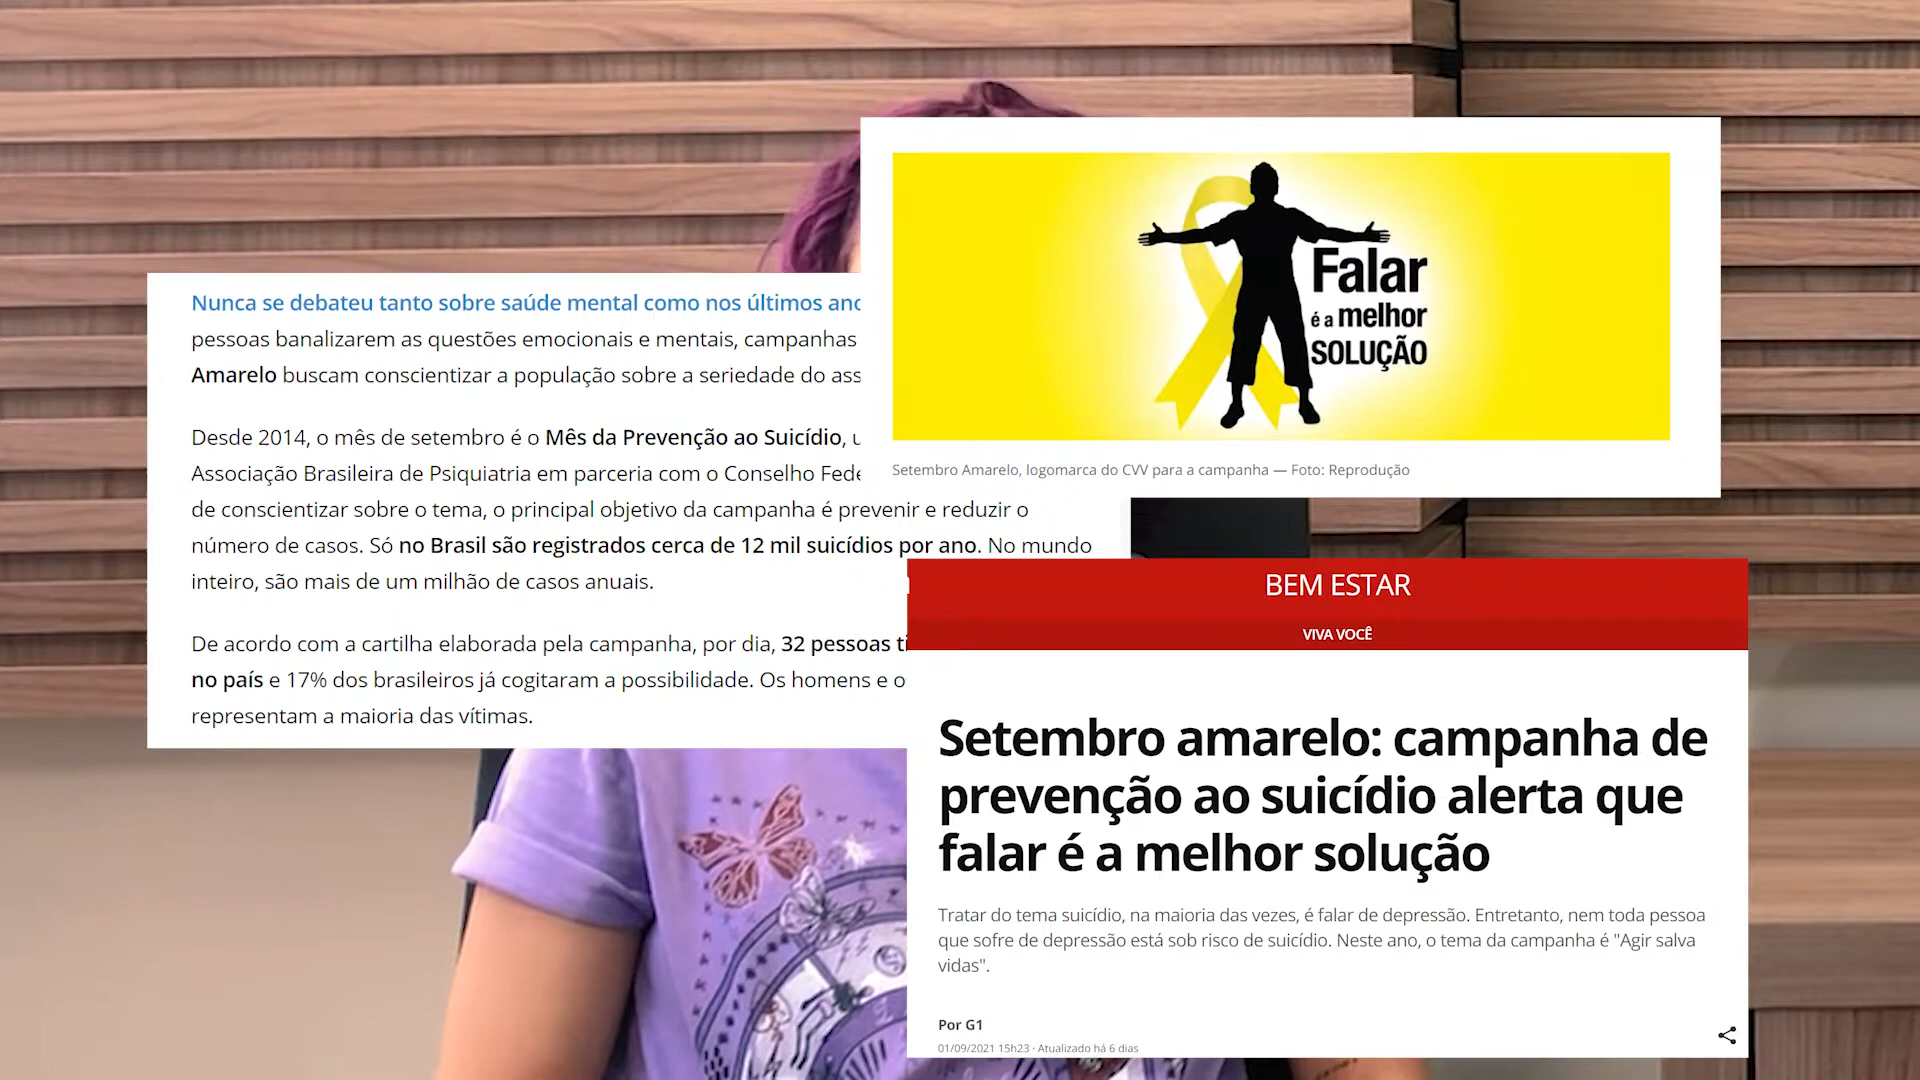 Nunca se debateu tanto sobre saúde mental como nos últimos
pessoas banalizarem as questões emocionais e mentais, campanhas
Amarelo buscam conscientizar a população sobre a seriedade do
Desde 2014, o mês de setembro é o Mês da Prevenção ao Suicídio,
Associação Brasileira de Psiquiatria em parceria com o Conselho
de conscientizar sobre o tema, o principal objetivo da campanha é prevenir e reduzir o
número de casos. Só no Brasil são registrados cerca de 12 mil suicídios por ano. No mundo
inteiro, são mais de um milhão de casos anuais.
De acordo com a cartilha elaborada pela campanha, por dia, 32 pessoas
no país e 17% dos brasileiros já cogitaram a possibilidade. Os homens e
representam a maioria das vítimas.
Falar
é a melhor
SOLUÇÃO
Setembro Amarelo, logomarca do CVV para a campanha — Foto: Reprodução
BEM ESTAR
VIVA VOCÊ
Setembro amarelo: campanha de
prevenção ao suicídio alerta que
falar é a melhor solução
Tratar do tema suicídio, na maioria das vezes, é falar de depressão. Entretanto, nem toda pessoa
que sofre de depressão está sob risco de suicídio. Neste ano, o tema da campanha é "Agir salva
vidas".
Por G1
01/09/2021 15h23 · Atualizado há 6 dias